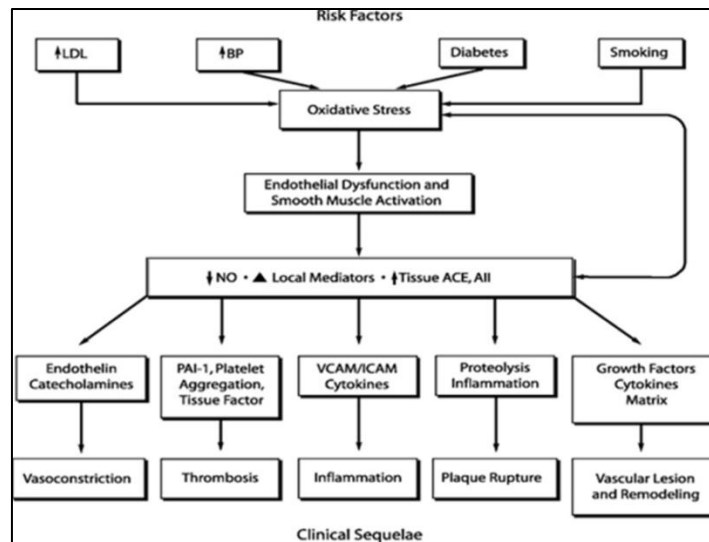 Risk Factors
↑LDL
↑BP
Diabetes
Smoking
Oxidative Stress
Endothelial Dysfunction and
Smooth Muscle Activation
↓NO • ▲ Local Mediators • ↑Tissue ACE, AII
Endothelin
Catecholamines
PAI-1, Platelet
Aggregation,
Tissue Factor
VCAM/ICAM
Cytokines
Proteolysis
Inflammation
Growth Factors
Cytokines
Matrix
Vasoconstriction
Thrombosis
Inflammation
Plaque Rupture
Vascular Lesion
and Remodeling
Clinical Sequelae